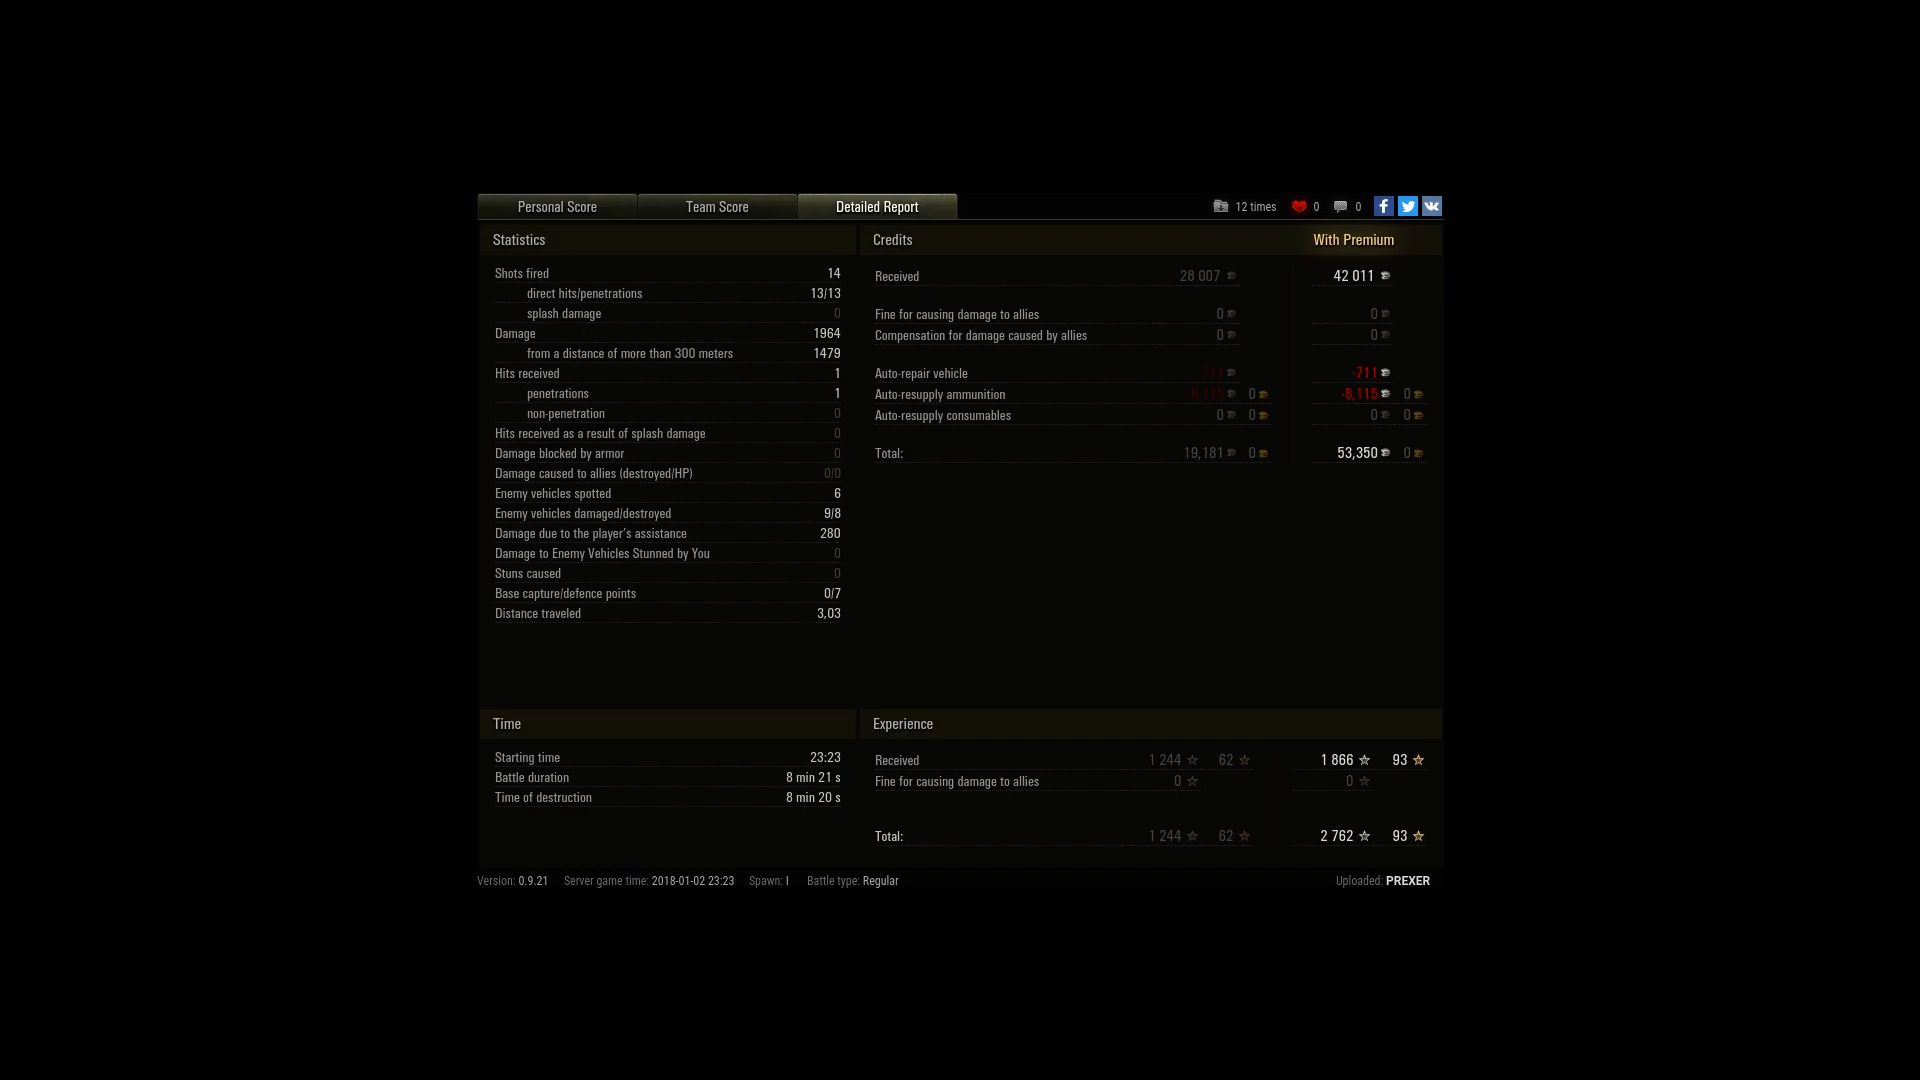 Personal Score Team Score Detailed Report 12 times 0 0
Statistics
Shots fired 14
direct hits/penetrations 13/13
splash damage 0
Damage 1964
from a distance of more than 300 meters 1479
Hits received 1
penetrations 1
non-penetration 0
Hits received as a result of splash damage 0
Damage blocked by armor 0
Damage caused to allies (destroyed/HP) 0/0
Enemy vehicles spotted 6
Enemy vehicles damaged/destroyed 9/8
Damage due to the player's assistance 280
Damage to Enemy Vehicles Stunned by You 0
Stuns caused 0
Base capture/defence points 0/7
Distance traveled 3,03
Credits With Premium
Received 28 007 42 011
Fine for causing damage to allies 0 0
Compensation for damage caused by allies 0 0
Auto-repair vehicle -711 -711
Auto-resupply ammunition 0 -8,115 0
Auto-resupply consumables 0 0 0 0
Total: 19,181 0 53,350 0
Time
Starting time 23:23
Battle duration 8 min 21 s
Time of destruction 8 min 20 s
Experience
Received 1 244 62 1 866 93
Fine for causing damage to allies 0 0
Total: 1 244 62 2 762 93
Version: 0.9.21 Server game time: 2018-01-02 23:23 Spawn: I Battle type: Regular Uploaded: PREXER